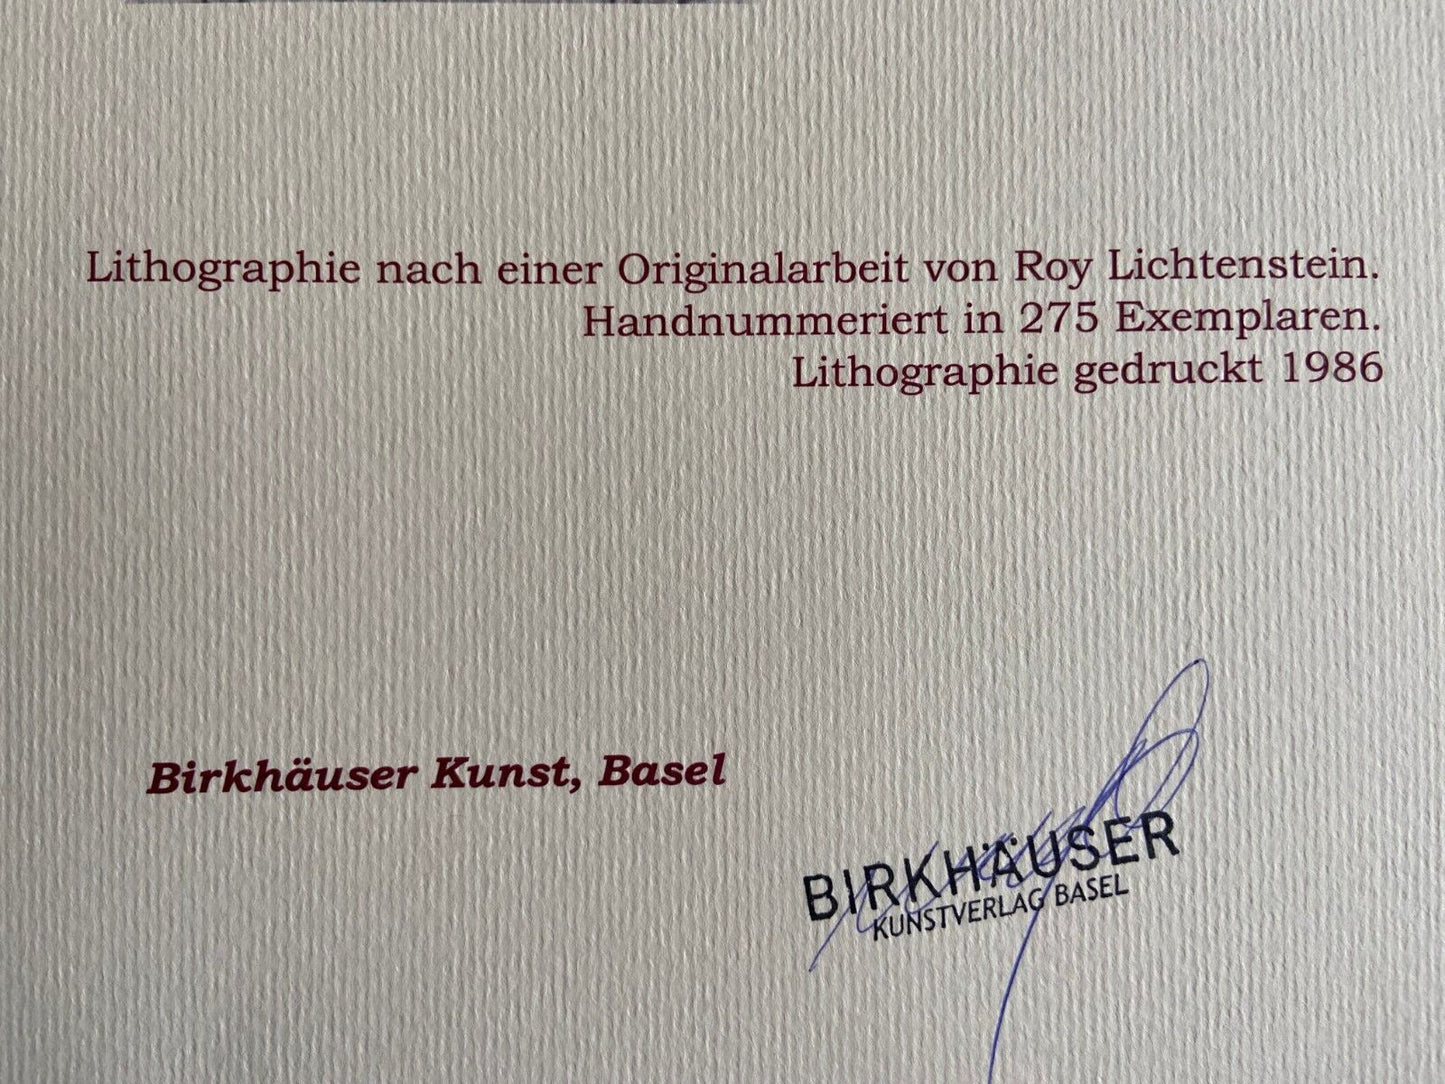 Lithographie nach einer Originalarbeit von Roy Lichtenstein.
Handnummeriert in 275 Exemplaren.
Lithographie gedruckt 1986
Birkhäuser Kunst, Basel
BIRKHÄUSER
KUNSTVERLAG BASEL